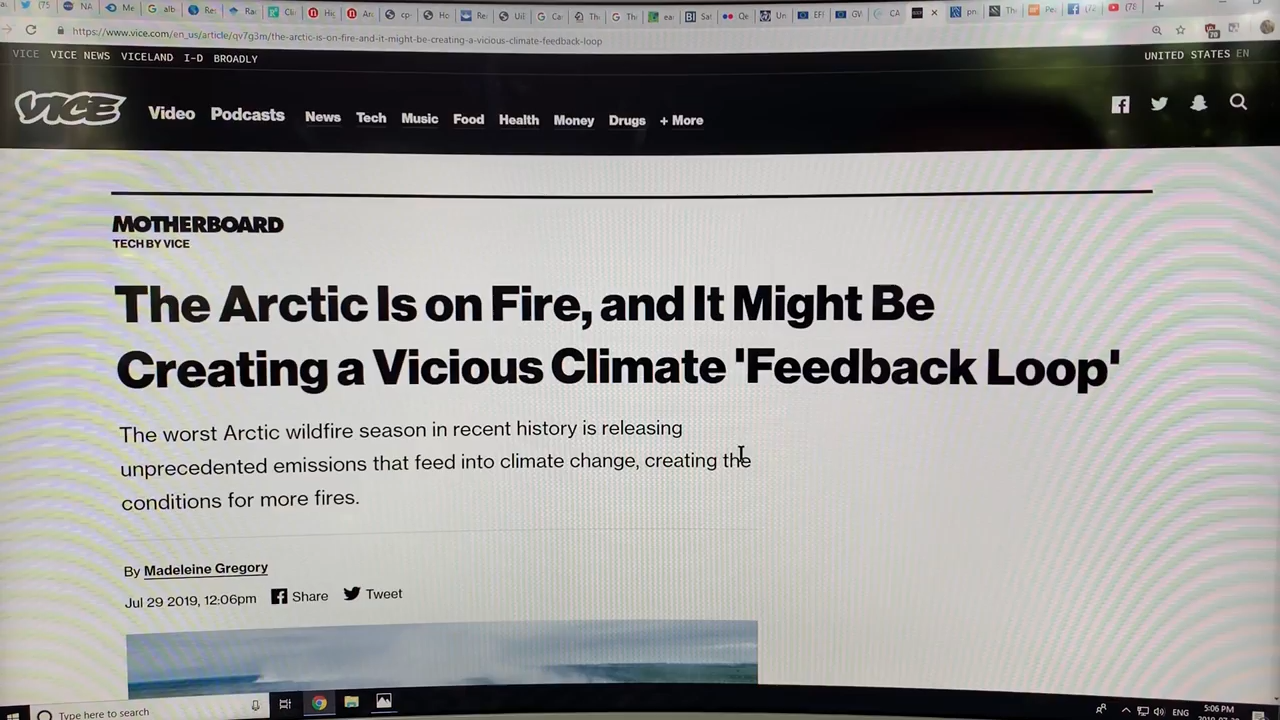 https://www.vice.com/en_us/article/qv7g3m/the-arctic-is-on-fire-and-it-might-be-creating-a-vicious-climate-feedback-loop
VICE VICE NEWS VICELAND I-D BROADLY UNITED STATES EN
VICE Video Podcasts News Tech Music Food Health Money Drugs + More
MOTHERBOARD
TECH BY VICE
The Arctic Is on Fire, and It Might Be
Creating a Vicious Climate 'Feedback Loop'
The worst Arctic wildfire season in recent history is releasing
unprecedented emissions that feed into climate change, creating the
conditions for more fires.
By Madeleine Gregory
Jul 29 2019, 12:06pm Share Tweet
Type here to search
ENG 5:06 PM